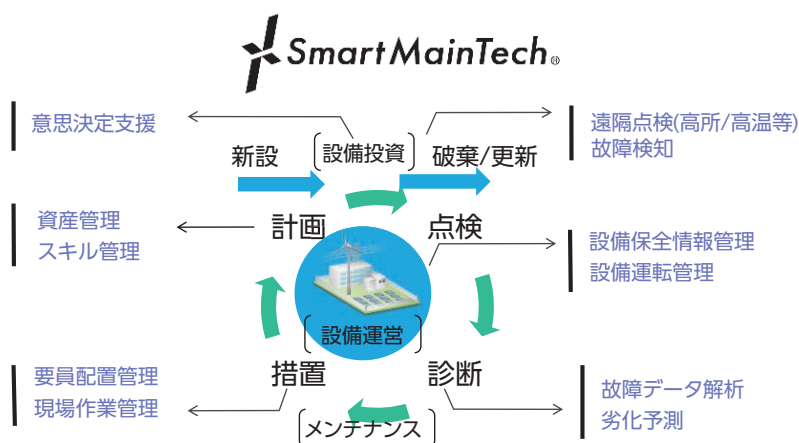 SmartMainTech®
意思決定支援
遠隔点検(高所/高温等)
故障検知
新設
設備投資
破棄/更新
資産管理
スキル管理
計画
点検
設備保全情報管理
設備運転管理
設備運営
要員配置管理
現場作業管理
措置
診断
故障データ解析
劣化予測
メンテナンス